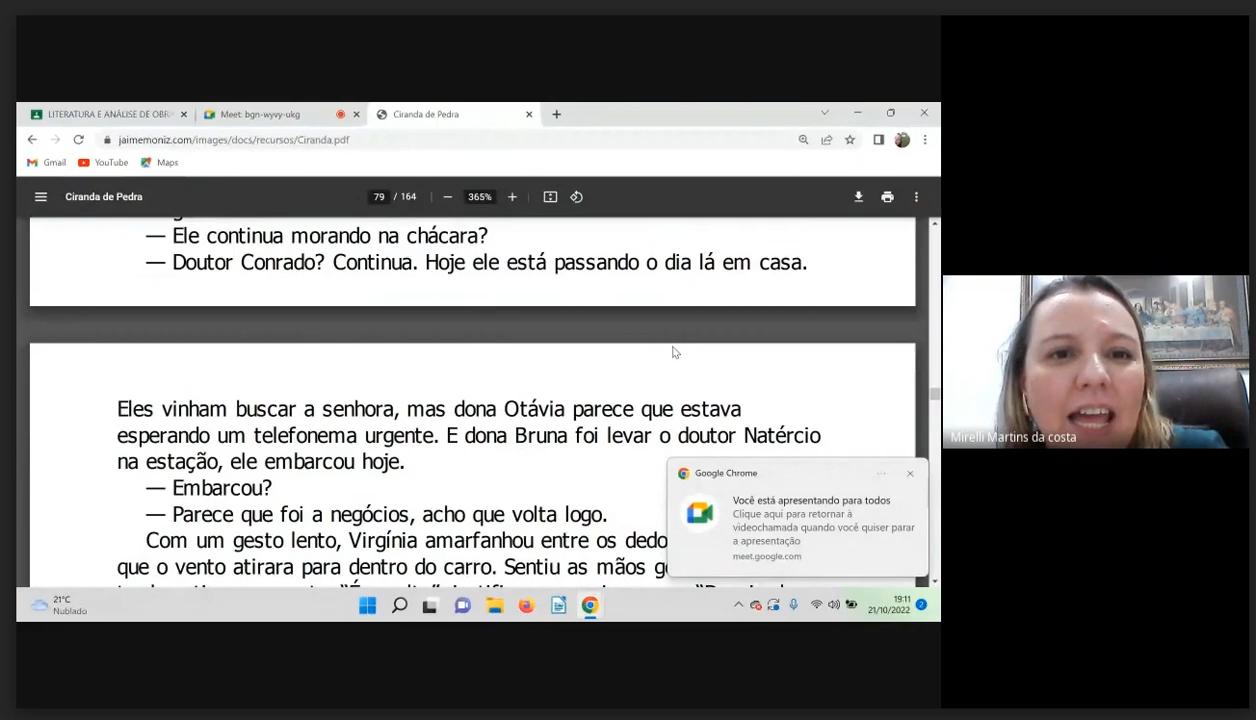 LITERATURA E ANÁLISE DE OBR
Meet: bgn-wyvy-ukg
Ciranda de Pedra
jaimemoniz.com/images/docs/recursos/Ciranda.pdf
Gmail
YouTube
Maps
Ciranda de Pedra
79 / 164
365%
— Ele continua morando na chácara?
— Doutor Conrado? Continua. Hoje ele está passando o dia lá em casa.
Eles vinham buscar a senhora, mas dona Otávia parece que estava
esperando um telefonema urgente. E dona Bruna foi levar o doutor Natércio
na estação, ele embarcou hoje.
— Embarcou?
— Parece que foi a negócios, acho que volta logo.
Com um gesto lento, Virgínia amarfanhou entre os dedo
que o vento atirara para dentro do carro. Sentiu as mãos
Google Chrome
Você está apresentando para todos
Clique aqui para retornar à
videochamada quando você quiser parar
a apresentação
meet.google.com
Mirelli Martins da costa
21°C
Nublado
19:11
21/10/2022
2